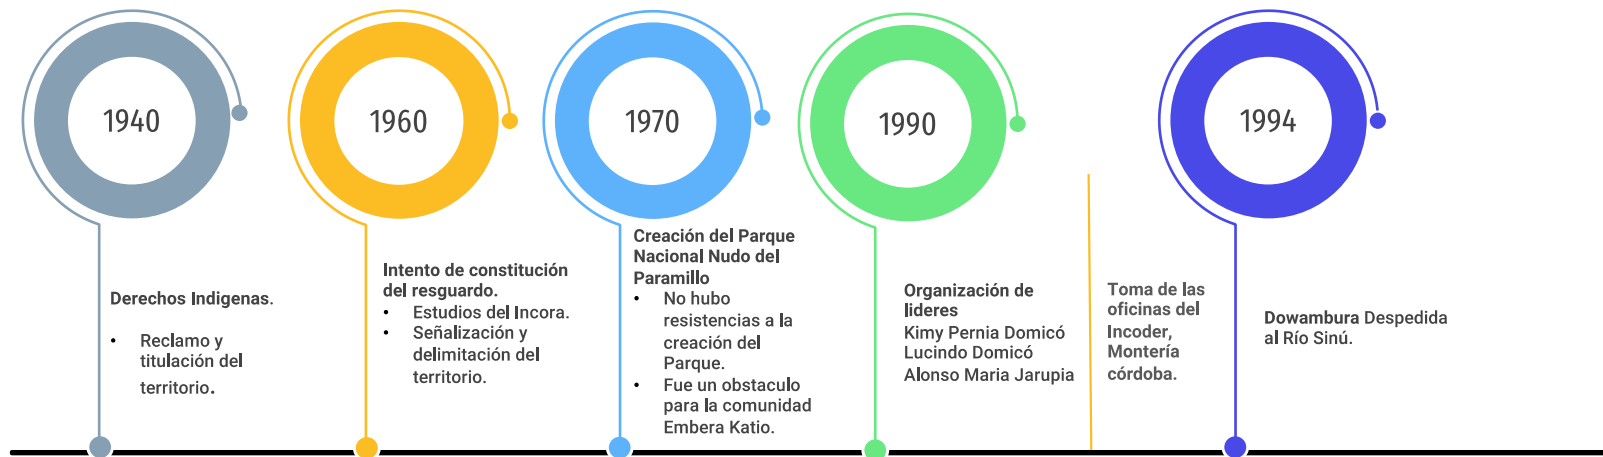 1940
Derechos Indigenas.
• Reclamo y
titulación del
territorio.
1960
Intento de constitución
del resguardo.
• Estudios del Incora.
• Señalización y
delimitación del
territorio.
1970
Creación del Parque
Nacional Nudo del
Paramillo
• No hubo
resistencias a la
creación del
Parque.
• Fue un obstaculo
para la comunidad
Embera Katio.
1990
Organización de
lideres
Kimy Pernia Domicó
Lucindo Domicó
Alonso Maria Jarupia
Toma de las
oficinas del
Incoder,
Montería
córdoba.
1994
Dowambura Despedida
al Río Sinú.